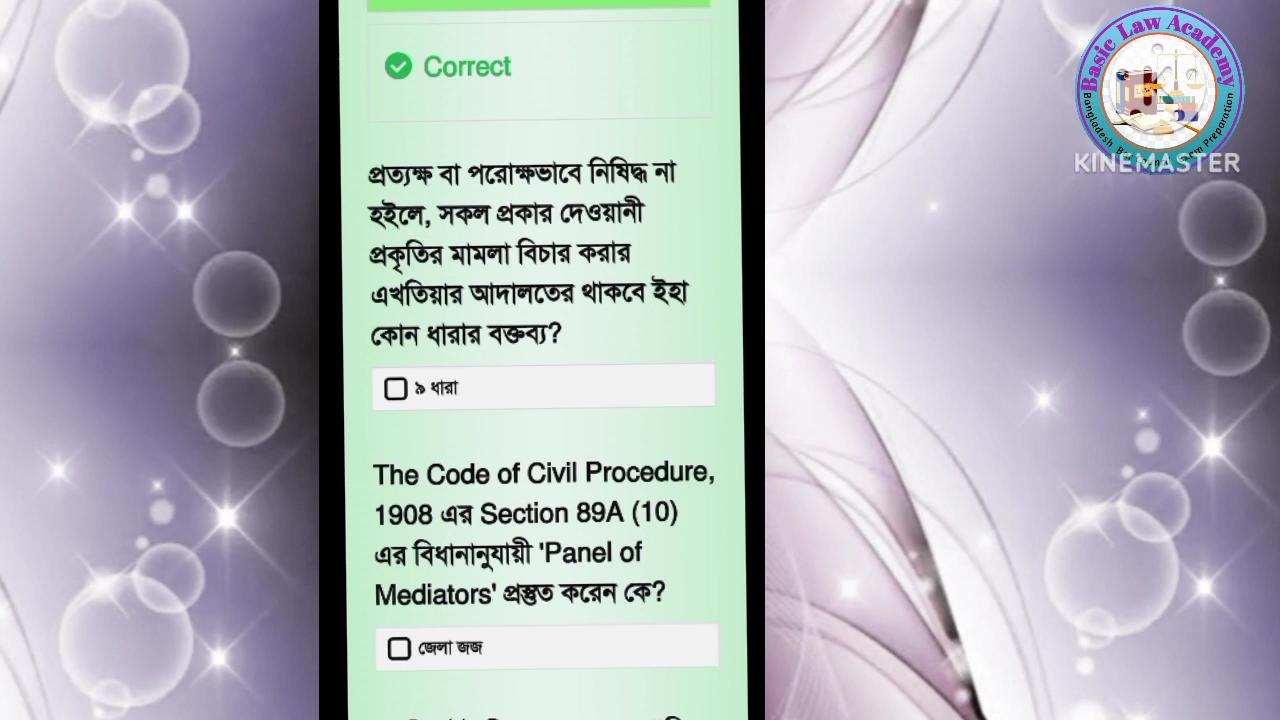 Correct
প্রত্যক্ষ বা পরোক্ষভাবে নিষিদ্ধ না
হইলে, সকল প্রকার দেওয়ানী
প্রকৃতির মামলা বিচার করার
এখতিয়ার আদালতের থাকবে ইহা
কোন ধারার বক্তব্য?
৯ ধারা
The Code of Civil Procedure,
1908 এর Section 89A (10)
এর বিধানানুযায়ী 'Panel of
Mediators' প্রস্তুত করেন কে?
জেলা জজ
Basic Law Academy
Bangladesh
Preparation
KINEMASTER